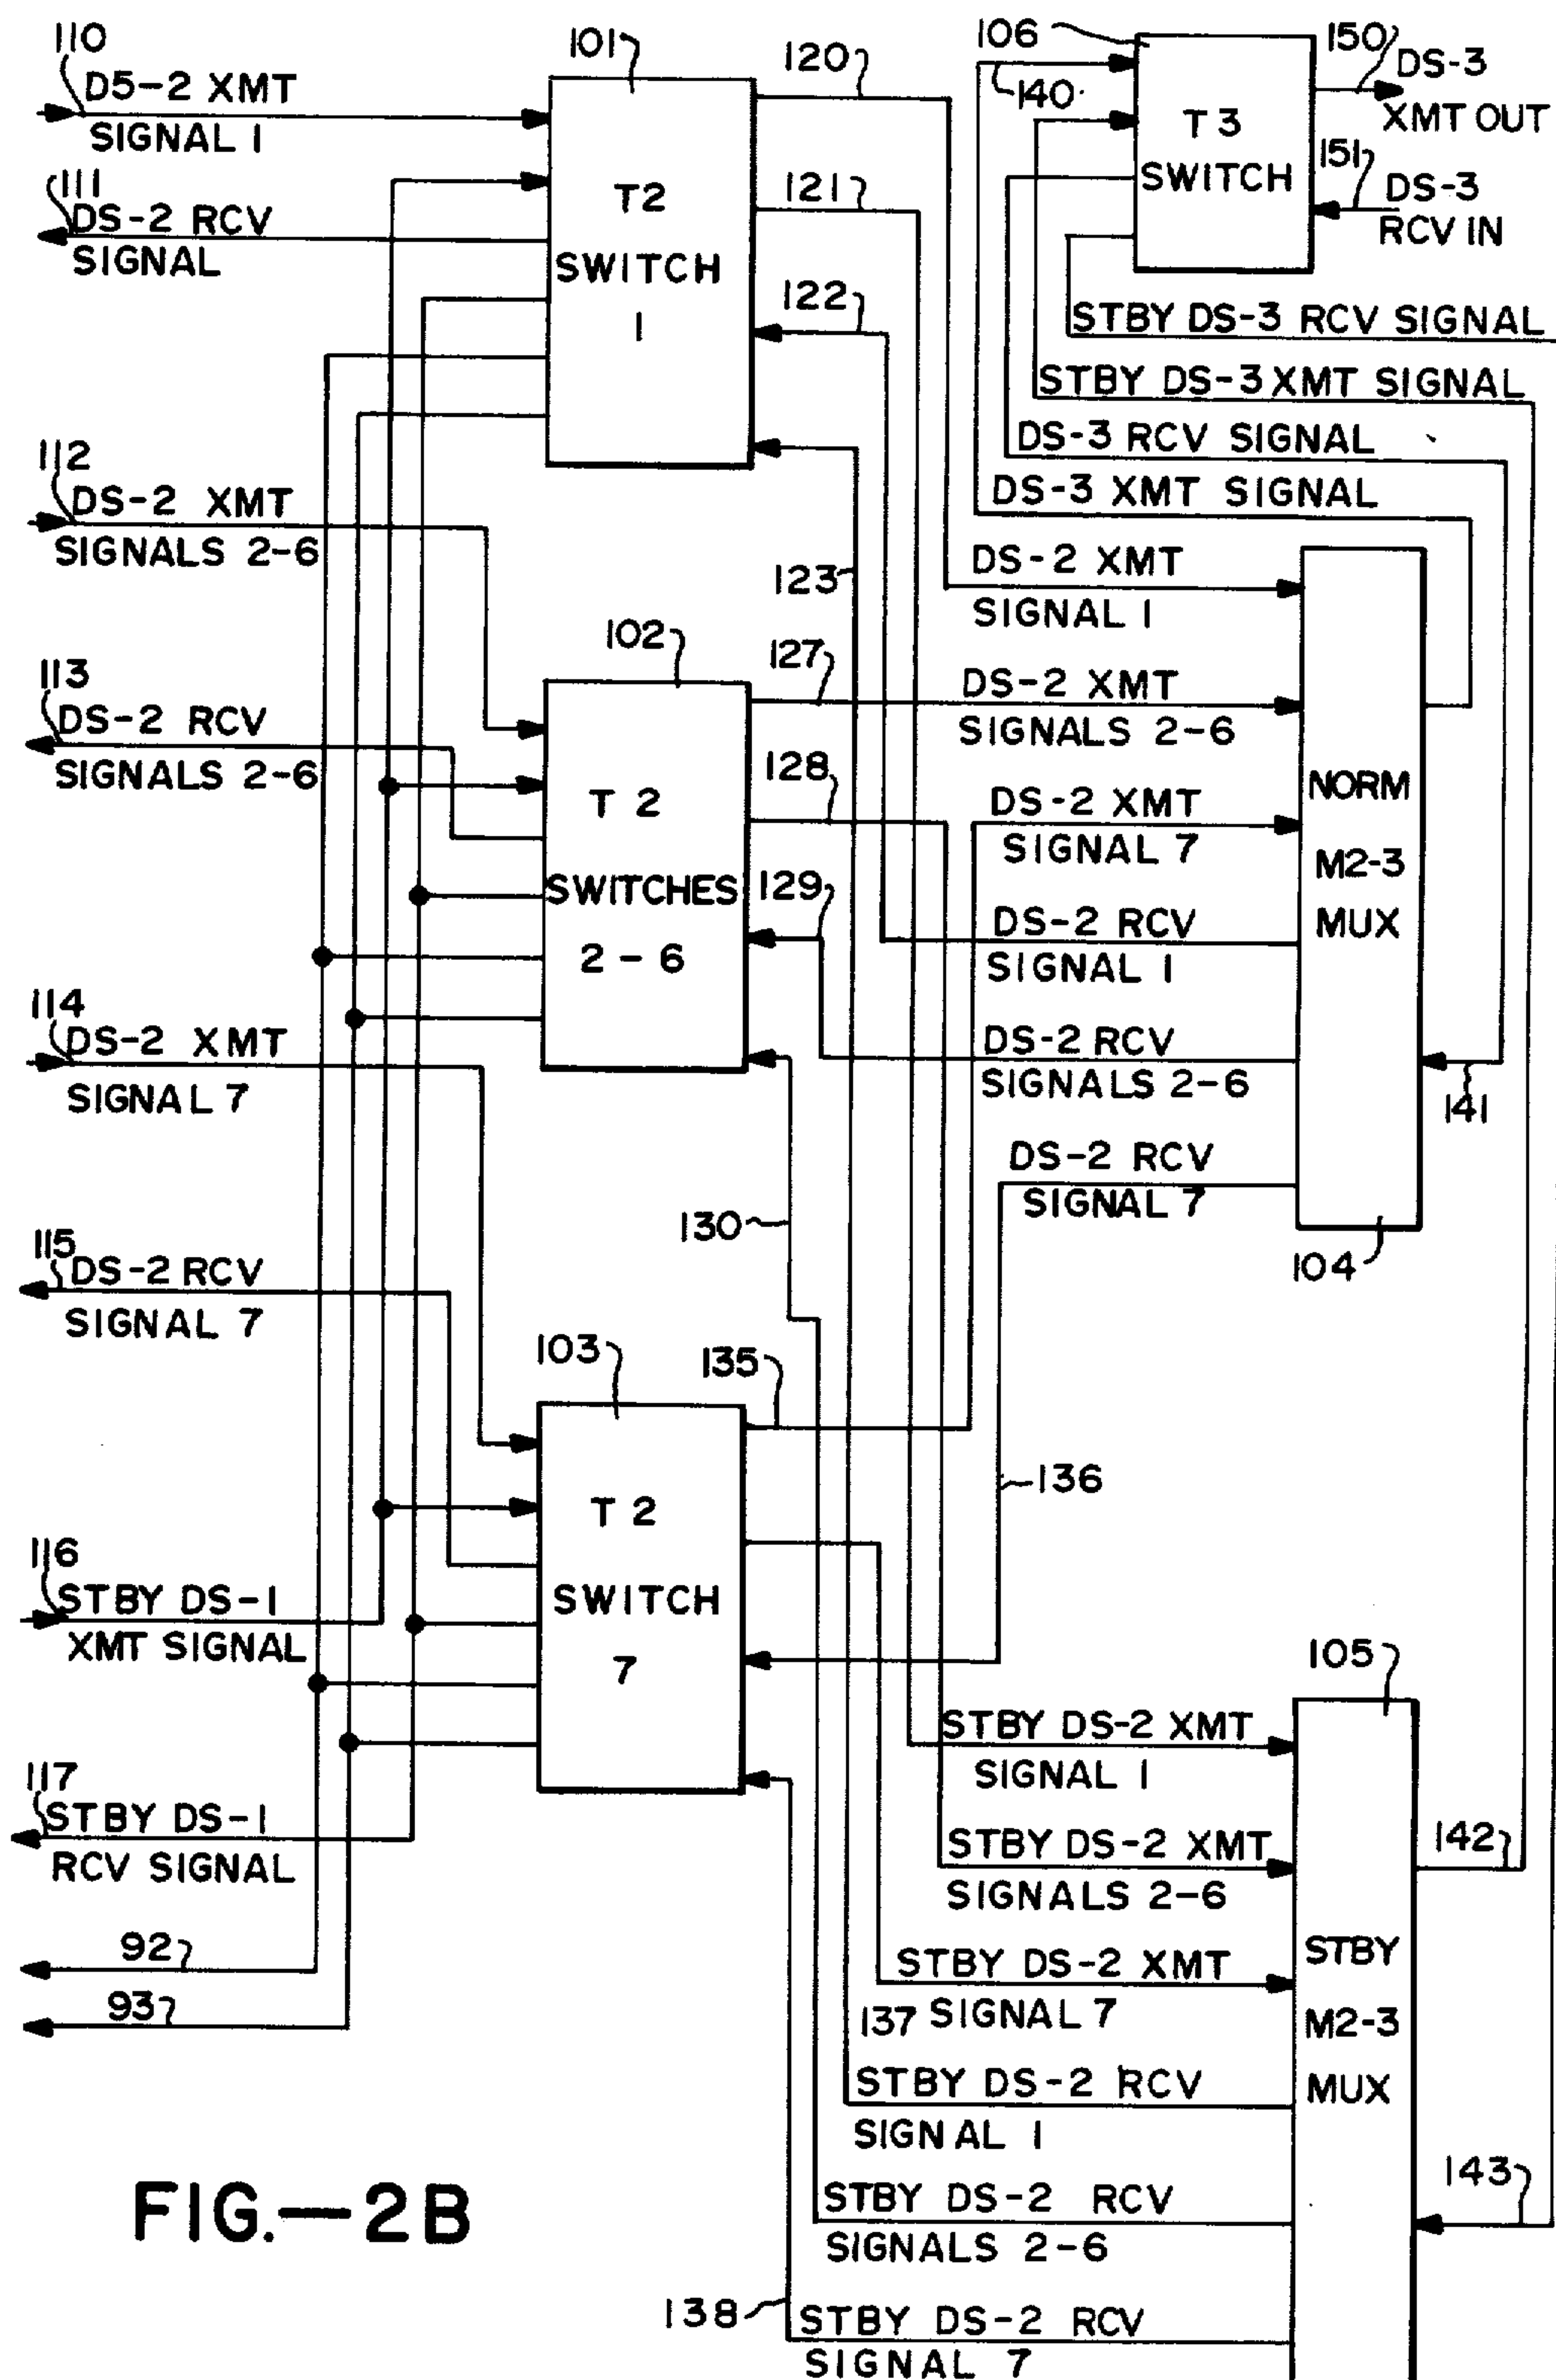 110
D5-2 XMT
SIGNAL 1
111
DS-2 RCV
SIGNAL
101
T2
SWITCH
1
120
121
122
123
106
140
T3
SWITCH
150
DS-3
XMT OUT
151
DS-3
RCV IN
STBY DS-3 RCV SIGNAL
STBY DS-3 XMT SIGNAL
DS-3 RCV SIGNAL
DS-3 XMT SIGNAL
112
DS-2 XMT
SIGNALS 2-6
113
DS-2 RCV
SIGNALS 2-6
102
T 2
SWITCHES
2-6
127
128
129
130
DS-2 XMT
SIGNAL 1
DS-2 XMT
SIGNALS 2-6
DS-2 XMT
SIGNAL 7
DS-2 RCV
SIGNAL 1
DS-2 RCV
SIGNALS 2-6
DS-2 RCV
SIGNAL 7
NORM
M2-3
MUX
141
104
114
DS-2 XMT
SIGNAL 7
115
DS-2 RCV
SIGNAL 7
103
T 2
SWITCH
7
135
136
116
STBY DS-1
XMT SIGNAL
117
STBY DS-1
RCV SIGNAL
92
93
105
STBY DS-2 XMT
SIGNAL 1
STBY DS-2 XMT
SIGNALS 2-6
STBY DS-2 XMT
137 SIGNAL 7
STBY DS-2 RCV
SIGNAL 1
STBY DS-2 RCV
SIGNALS 2-6
138
STBY DS-2 RCV
SIGNAL 7
STBY
M2-3
MUX
142
143
FIG.—2B